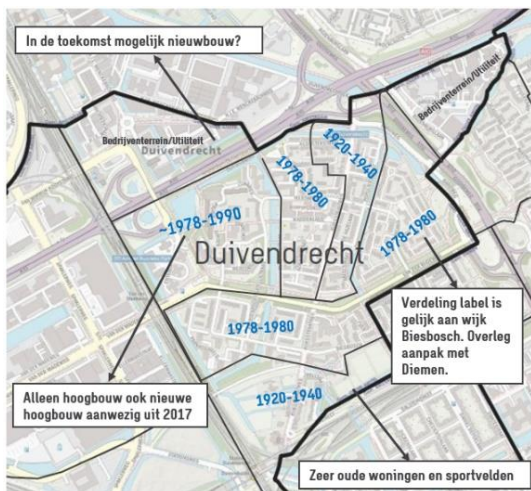 In de toekomst mogelijk nieuwbouw?
Bedrijventerrein/Utiliteit
Bedrijventerrein/Utiliteit
Duivendrecht
1920-1940
1978-1980
~1978-1990
1978-1980
Duivendrecht
Verdeling label is
gelijk aan wijk
Biesbosch. Overleg
aanpak met
Diemen.
1978-1980
Alleen hoogbouw ook nieuwe
hoogbouw aanwezig uit 2017
1920-1940
Zeer oude woningen en sportvelden